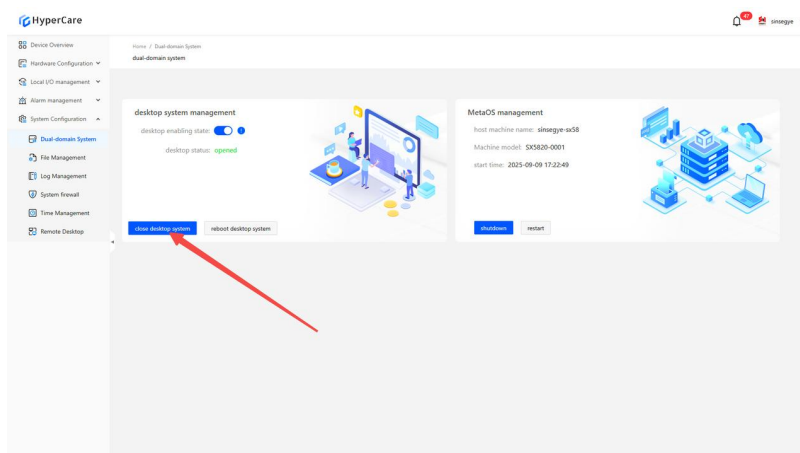 HyperCare
47
sinsegye
Device Overview
Hardware Configuration
Local I/O management
Alarm management
System Configuration
Dual-domain System
File Management
Log Management
System firewall
Time Management
Remote Desktop
Home / Dual-domain System
dual-domain system
desktop system management
desktop enabling state:
desktop status: opened
close desktop system
reboot desktop system
MetaOS management
host machine name: sinsegye-sx58
Machine model: SX5820-0001
start time: 2025-09-09 17:22:49
shutdown
restart